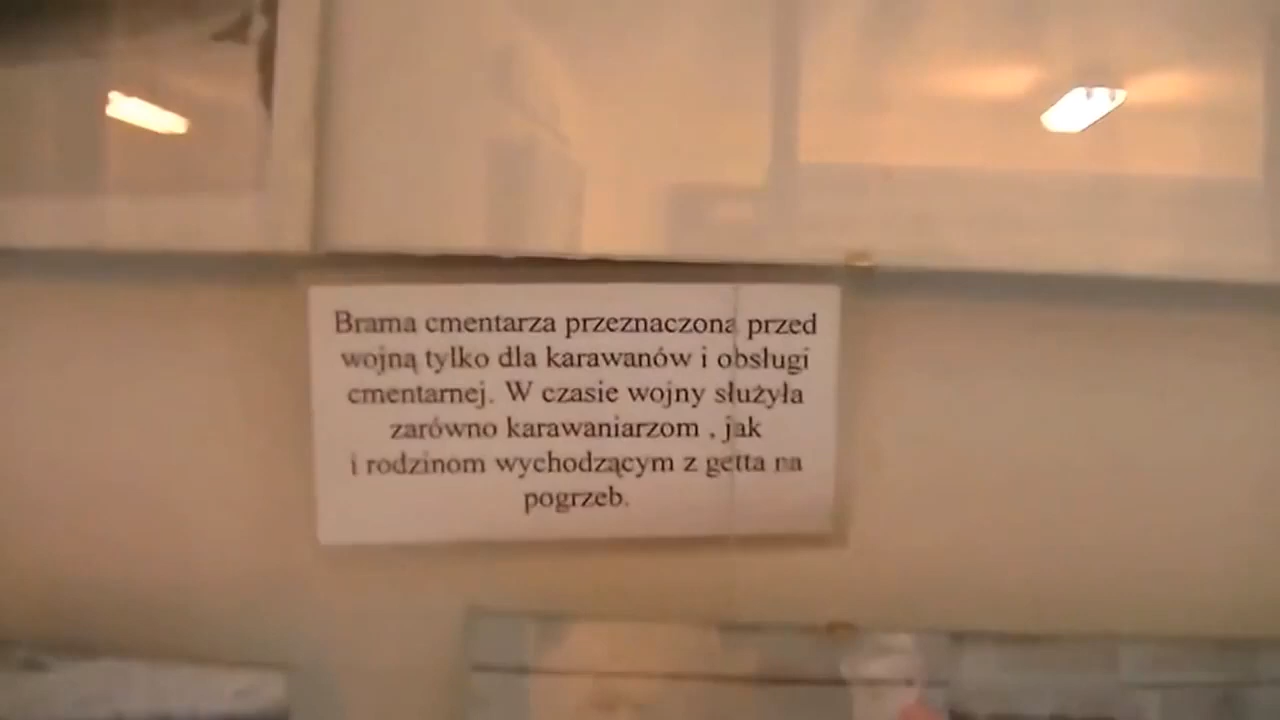 Brama cmentarza przeznaczona przed
wojną tylko dla karawanów i obsługi
cmentarnej. W czasie wojny służyła
zarówno karawaniarzom , jak
i rodzinom wychodzącym z getta na
pogrzeb.